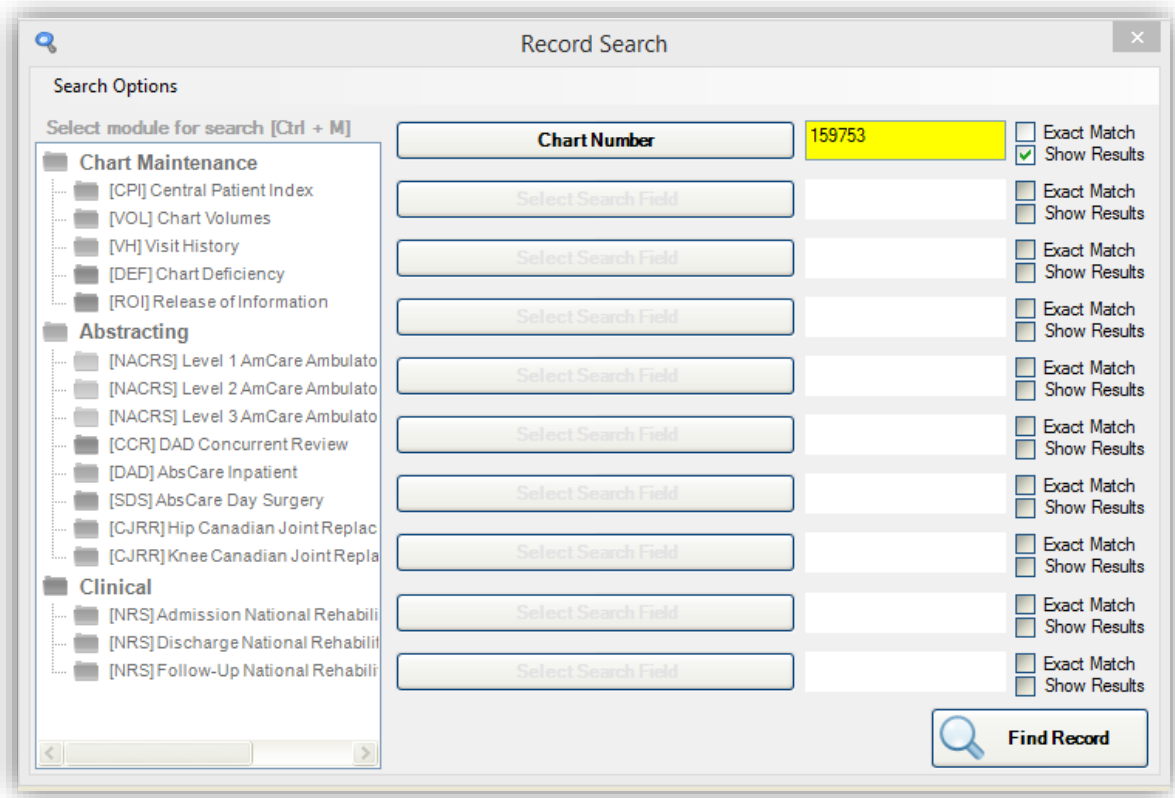 Record Search
Search Options
Select module for search [Ctrl + M]
Chart Maintenance
[CPI] Central Patient Index
[VOL] Chart Volumes
[VH] Visit History
[DEF] Chart Deficiency
[ROI] Release of Information
Abstracting
[NACRS] Level 1 AmCare Ambulato
[NACRS] Level 2 AmCare Ambulato
[NACRS] Level 3 AmCare Ambulato
[CCR] DAD Concurrent Review
[DAD] AbsCare Inpatient
[SDS] AbsCare Day Surgery
[CJRR] Hip Canadian Joint Replac
[CJRR] Knee Canadian Joint Repla
Clinical
[NRS] Admission National Rehabili
[NRS] Discharge National Rehabilit
[NRS] Follow-Up National Rehabilit
Chart Number 159753 Exact Match
Show Results
Select Search Field Exact Match
Show Results
Select Search Field Exact Match
Show Results
Select Search Field Exact Match
Show Results
Select Search Field Exact Match
Show Results
Select Search Field Exact Match
Show Results
Select Search Field Exact Match
Show Results
Select Search Field Exact Match
Show Results
Select Search Field Exact Match
Show Results
Select Search Field Exact Match
Show Results
Find Record